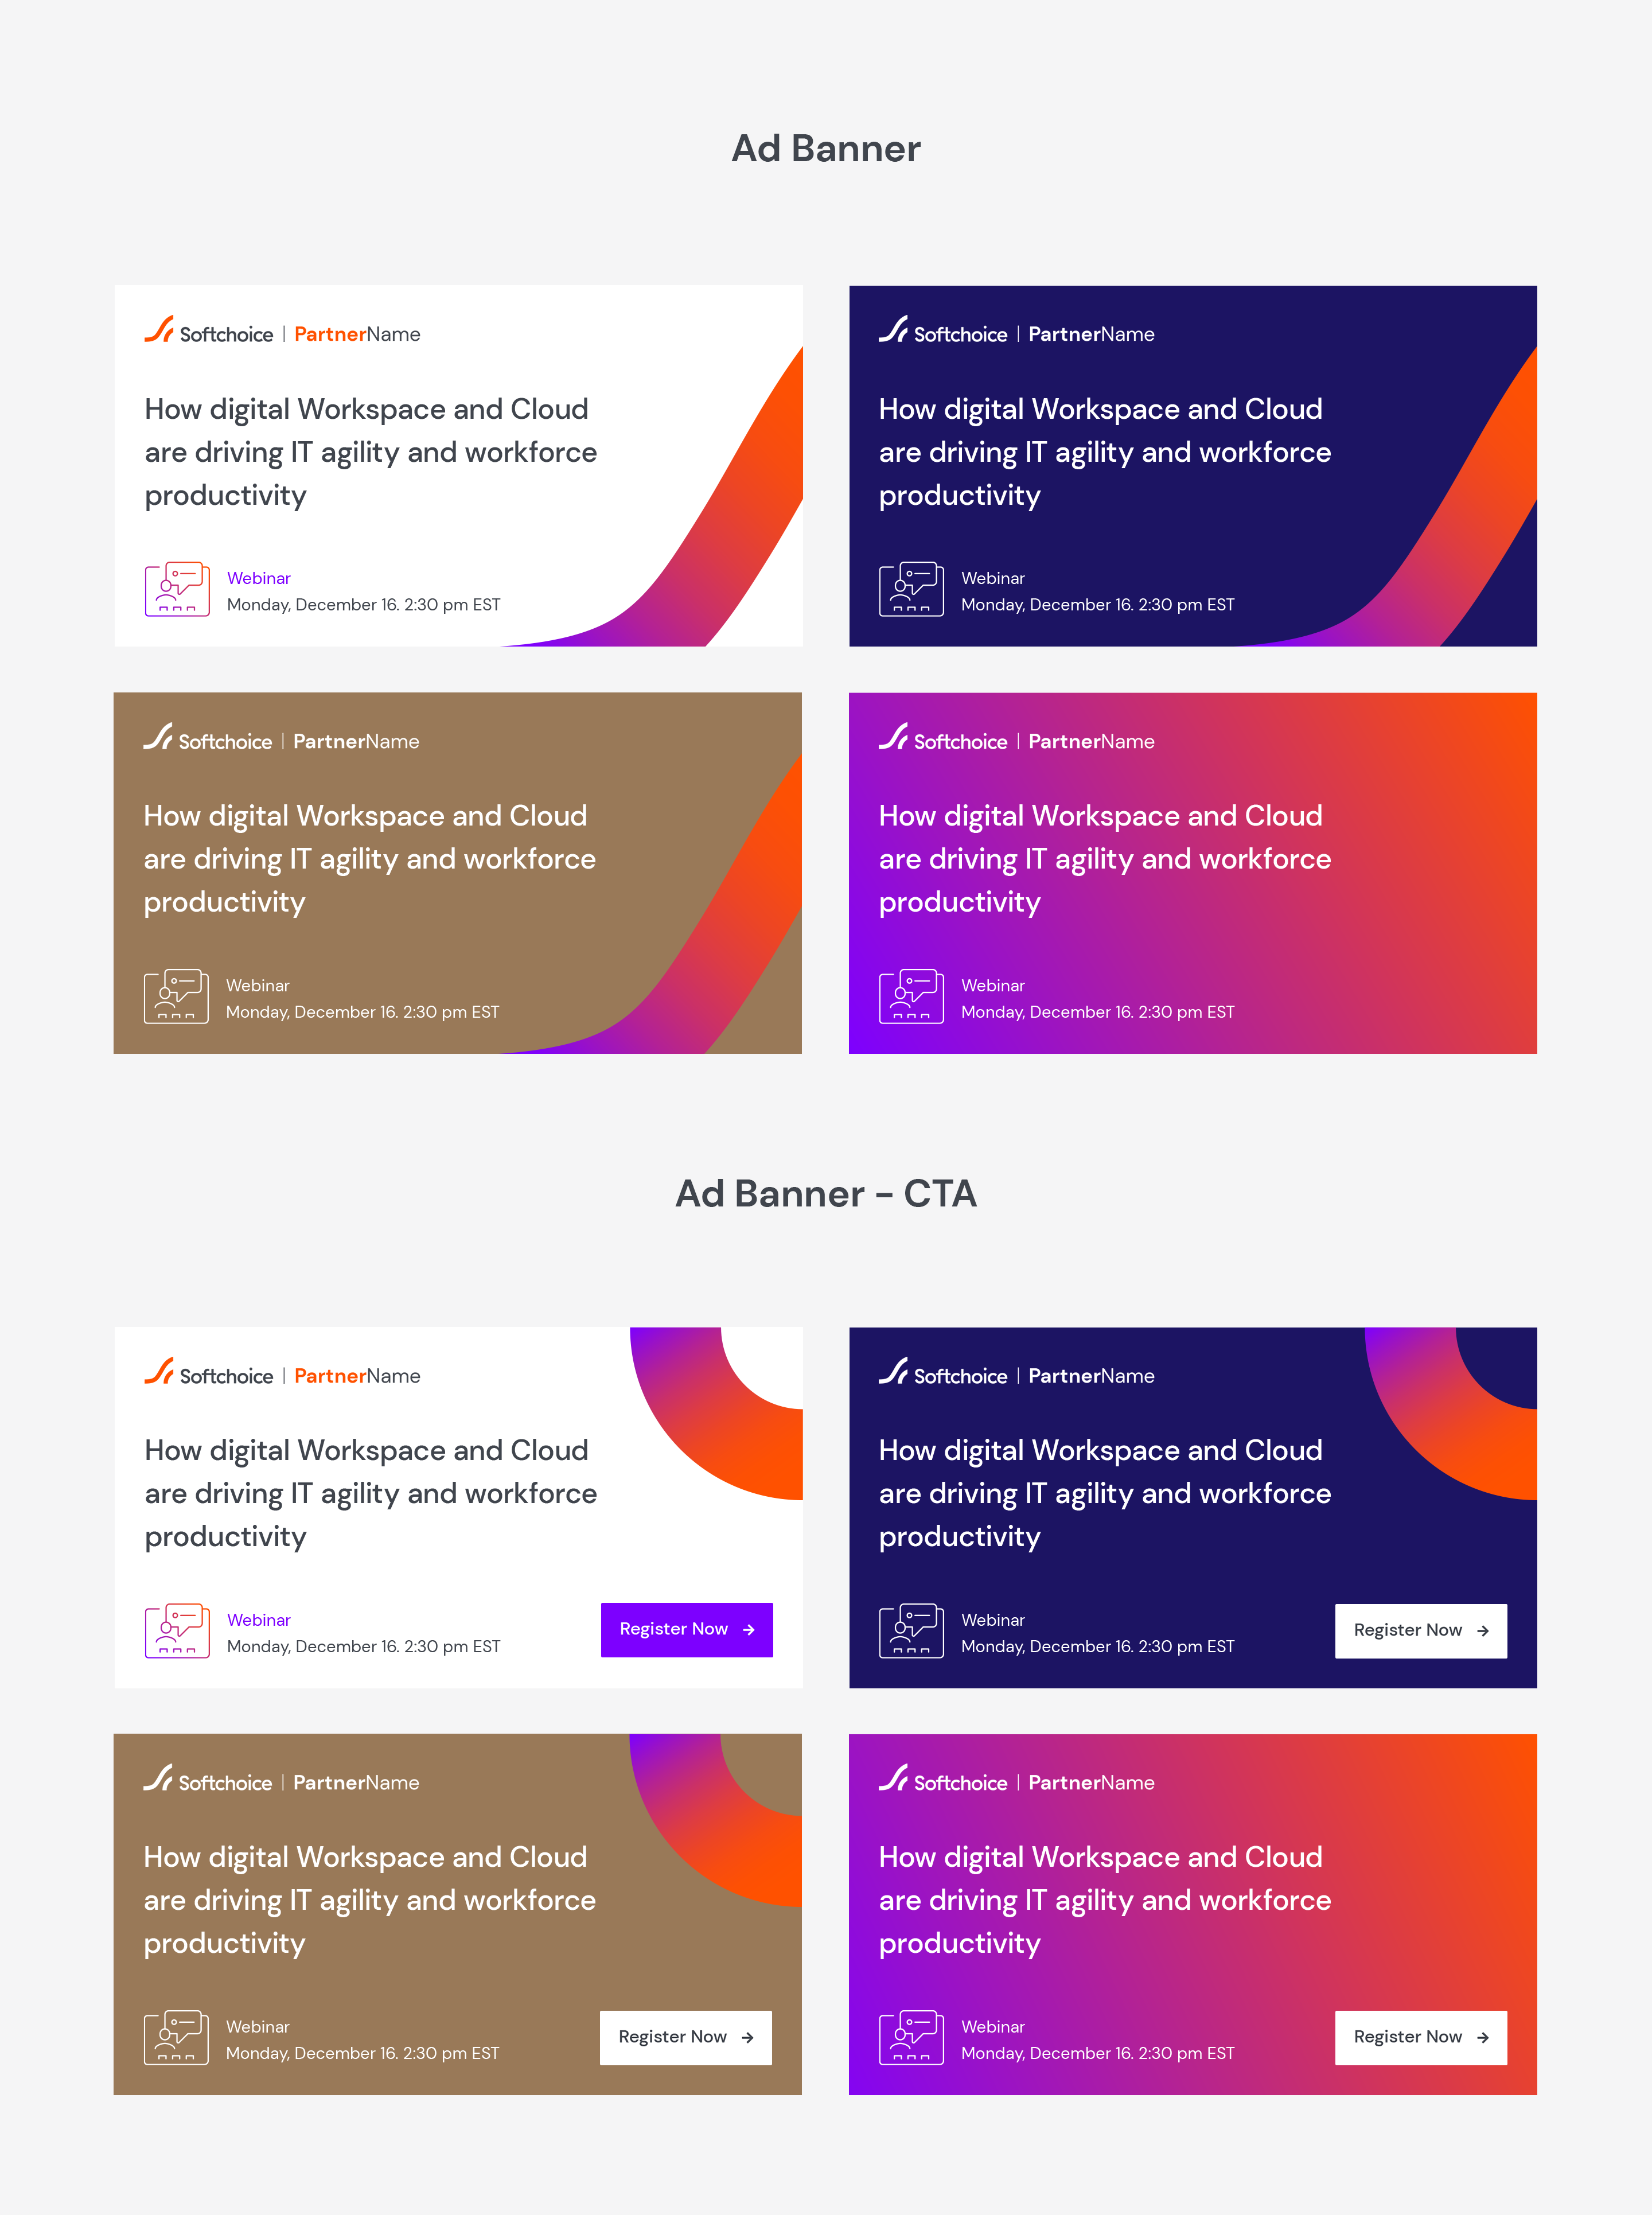 Ad Banner
Softchoice | PartnerName
How digital Workspace and Cloud
are driving IT agility and workforce
productivity
Webinar
Monday, December 16. 2:30 pm EST
Softchoice | PartnerName
How digital Workspace and Cloud
are driving IT agility and workforce
productivity
Webinar
Monday, December 16. 2:30 pm EST
Softchoice | PartnerName
How digital Workspace and Cloud
are driving IT agility and workforce
productivity
Webinar
Monday, December 16. 2:30 pm EST
Softchoice | PartnerName
How digital Workspace and Cloud
are driving IT agility and workforce
productivity
Webinar
Monday, December 16. 2:30 pm EST
Ad Banner - CTA
Softchoice | PartnerName
How digital Workspace and Cloud
are driving IT agility and workforce
productivity
Webinar
Monday, December 16. 2:30 pm EST
Register Now →
Softchoice | PartnerName
How digital Workspace and Cloud
are driving IT agility and workforce
productivity
Webinar
Monday, December 16. 2:30 pm EST
Register Now →
Softchoice | PartnerName
How digital Workspace and Cloud
are driving IT agility and workforce
productivity
Webinar
Monday, December 16. 2:30 pm EST
Register Now →
Softchoice | PartnerName
How digital Workspace and Cloud
are driving IT agility and workforce
productivity
Webinar
Monday, December 16. 2:30 pm EST
Register Now →